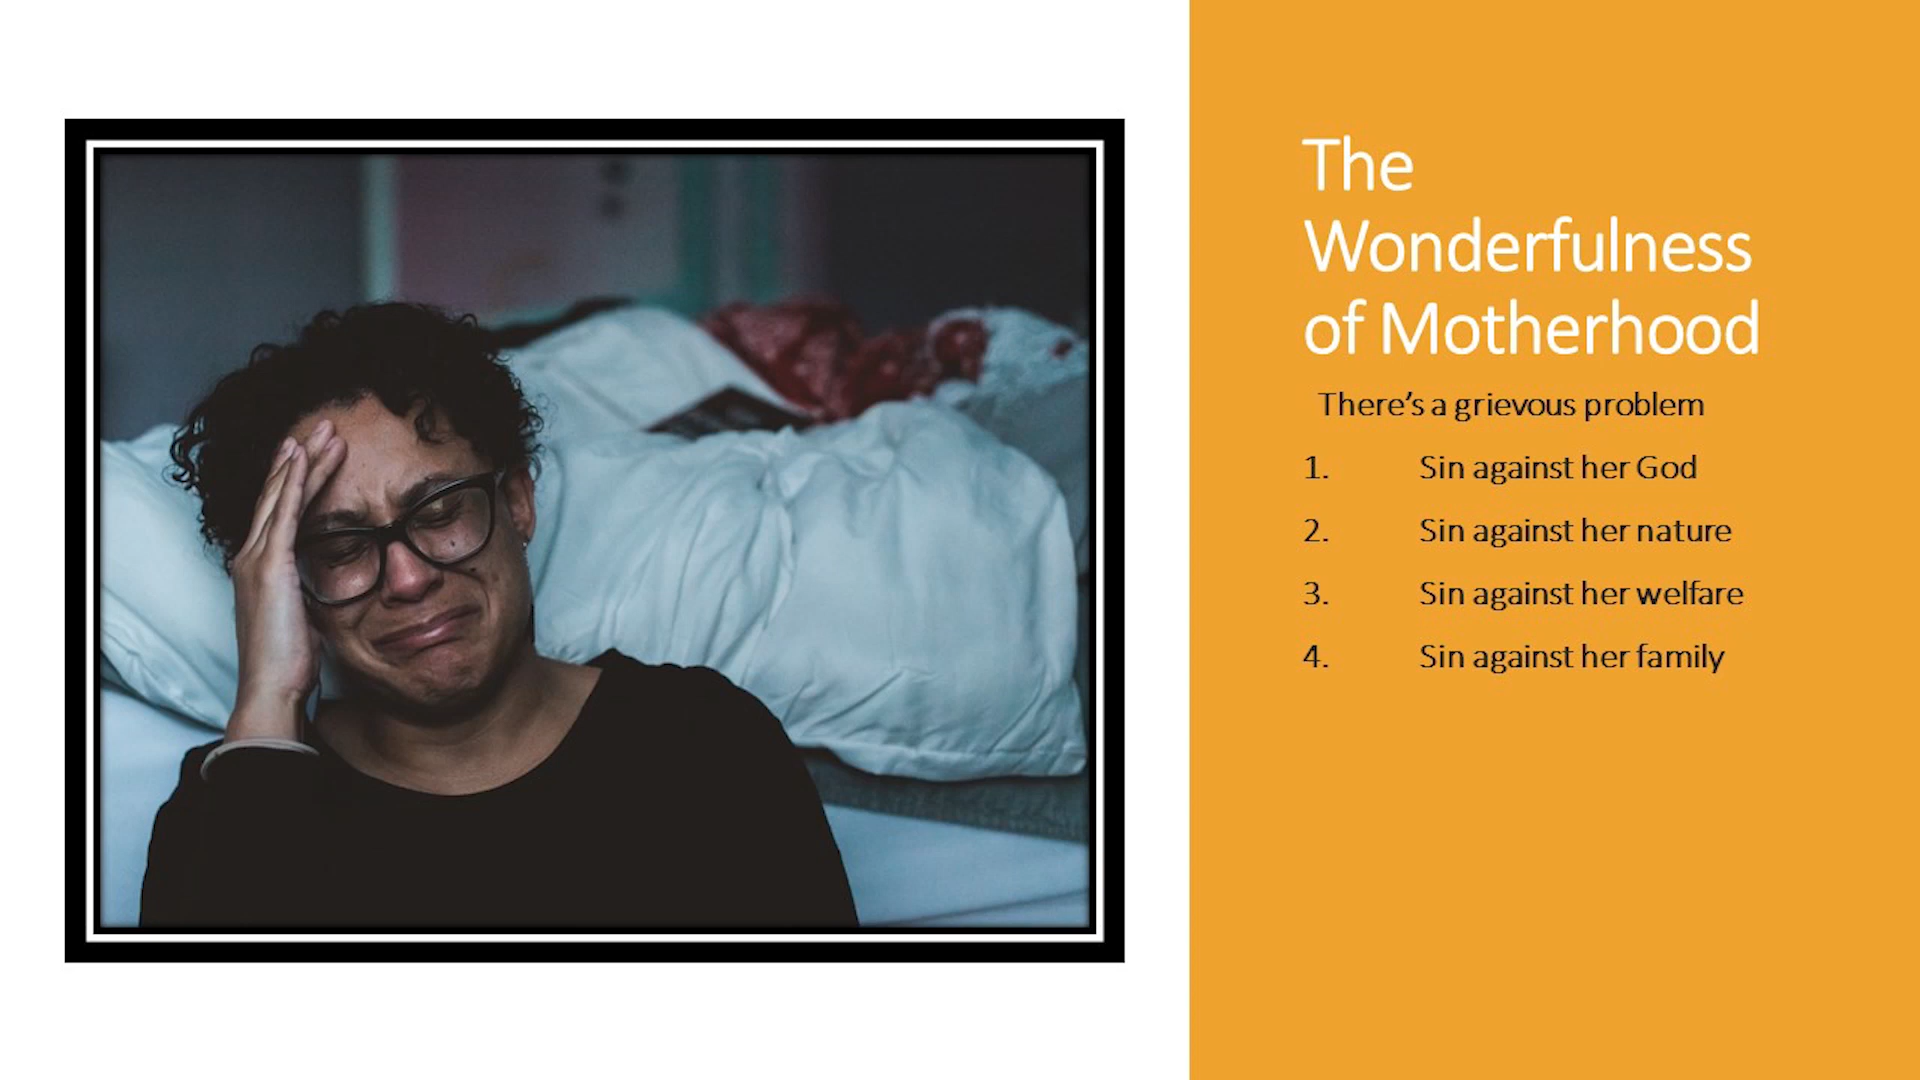 The
Wonderfulness
of Motherhood
There’s a grievous problem
1. Sin against her God
2. Sin against her nature
3. Sin against her welfare
4. Sin against her family